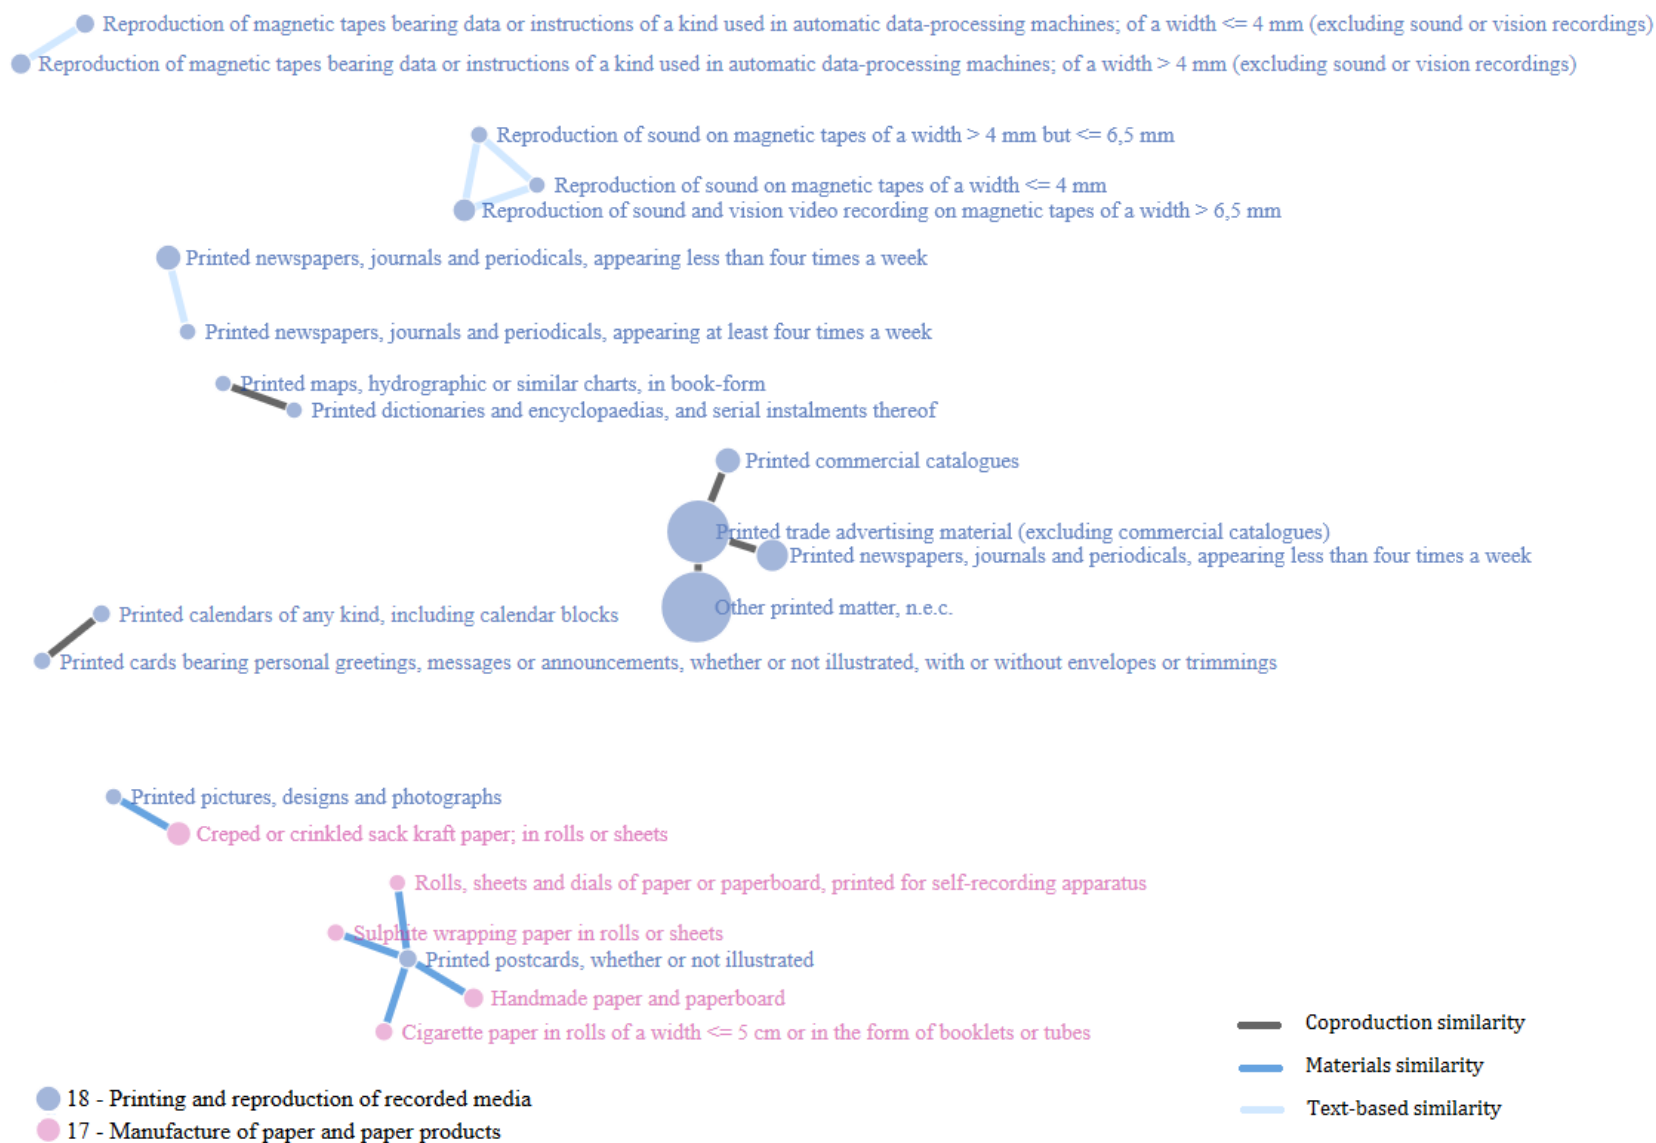 Reproduction of magnetic tapes bearing data or instructions of a kind used in automatic data-processing machines; of a width <= 4 mm (excluding sound or vision recordings)
Reproduction of magnetic tapes bearing data or instructions of a kind used in automatic data-processing machines; of a width > 4 mm (excluding sound or vision recordings)
Reproduction of sound on magnetic tapes of a width > 4 mm but <= 6,5 mm
Reproduction of sound on magnetic tapes of a width <= 4 mm
Reproduction of sound and vision video recording on magnetic tapes of a width > 6,5 mm
Printed newspapers, journals and periodicals, appearing less than four times a week
Printed newspapers, journals and periodicals, appearing at least four times a week
Printed maps, hydrographic or similar charts, in book-form
Printed dictionaries and encyclopaedias, and serial instalments thereof
Printed commercial catalogues
Printed trade advertising material (excluding commercial catalogues)
Printed newspapers, journals and periodicals, appearing less than four times a week
Other printed matter, n.e.c.
Printed calendars of any kind, including calendar blocks
Printed cards bearing personal greetings, messages or announcements, whether or not illustrated, with or without envelopes or trimmings
Printed pictures, designs and photographs
Creped or crinkled sack kraft paper; in rolls or sheets
Rolls, sheets and dials of paper or paperboard, printed for self-recording apparatus
Sulphite wrapping paper in rolls or sheets
Printed postcards, whether or not illustrated
Handmade paper and paperboard
Cigarette paper in rolls of a width <= 5 cm or in the form of booklets or tubes
Coproduction similarity
Materials similarity
Text-based similarity
18 - Printing and reproduction of recorded media
17 - Manufacture of paper and paper products